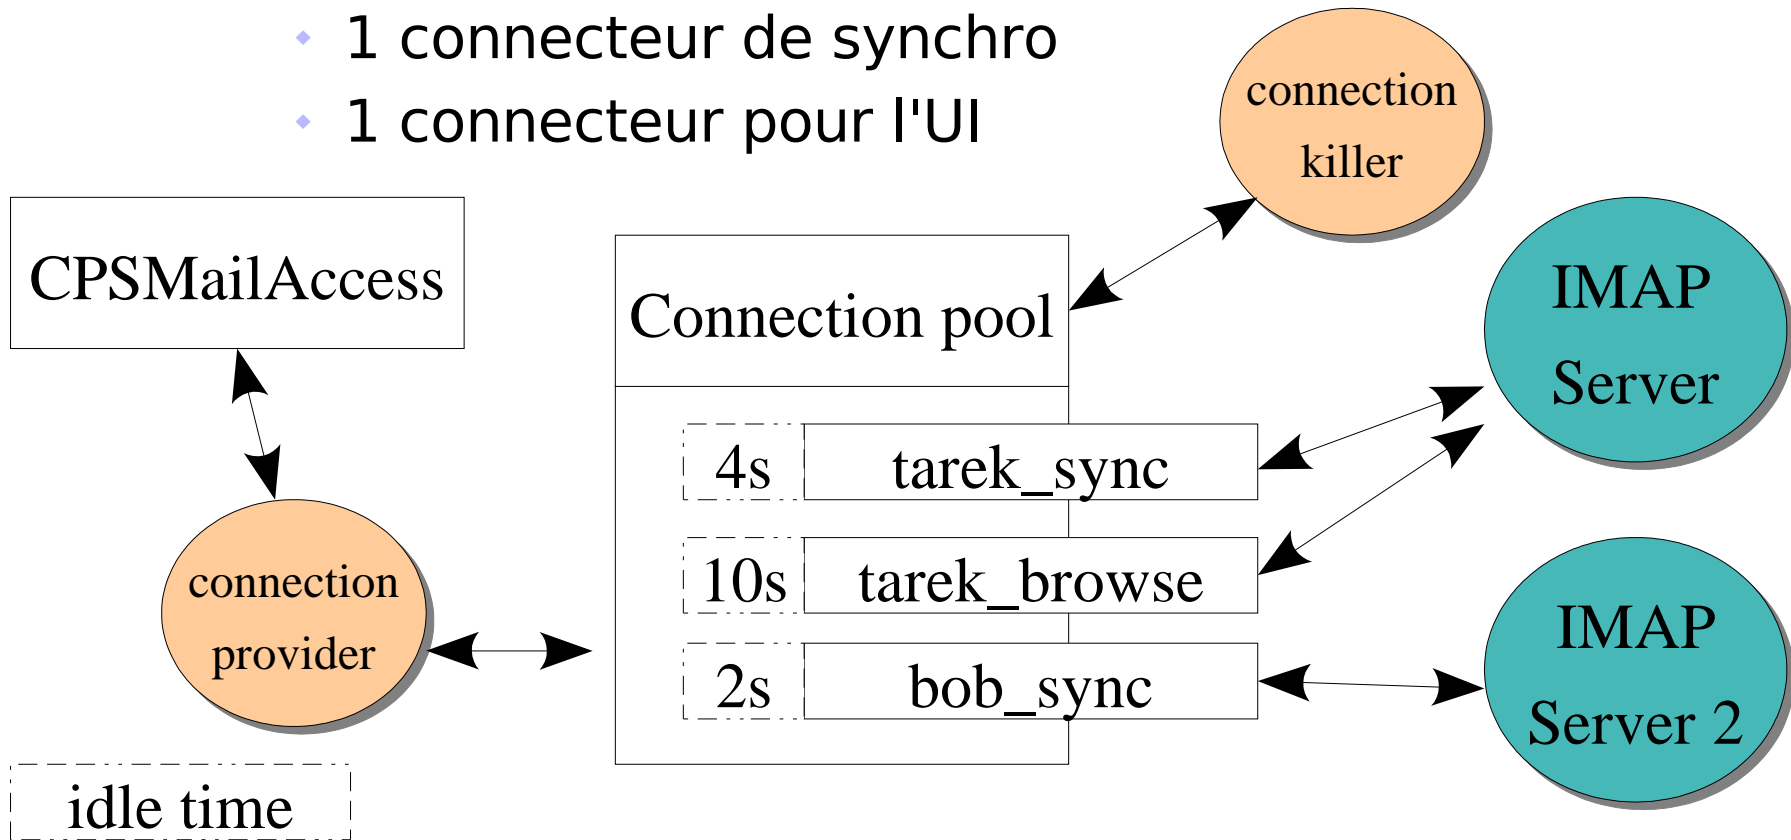 1 connecteur de synchro
1 connecteur pour l'UI
connection
killer
CPSMailAccess
Connection pool
IMAP
Server
4s
tarek_sync
10s
tarek_browse
2s
bob_sync
connection
provider
IMAP
Server 2
idle time